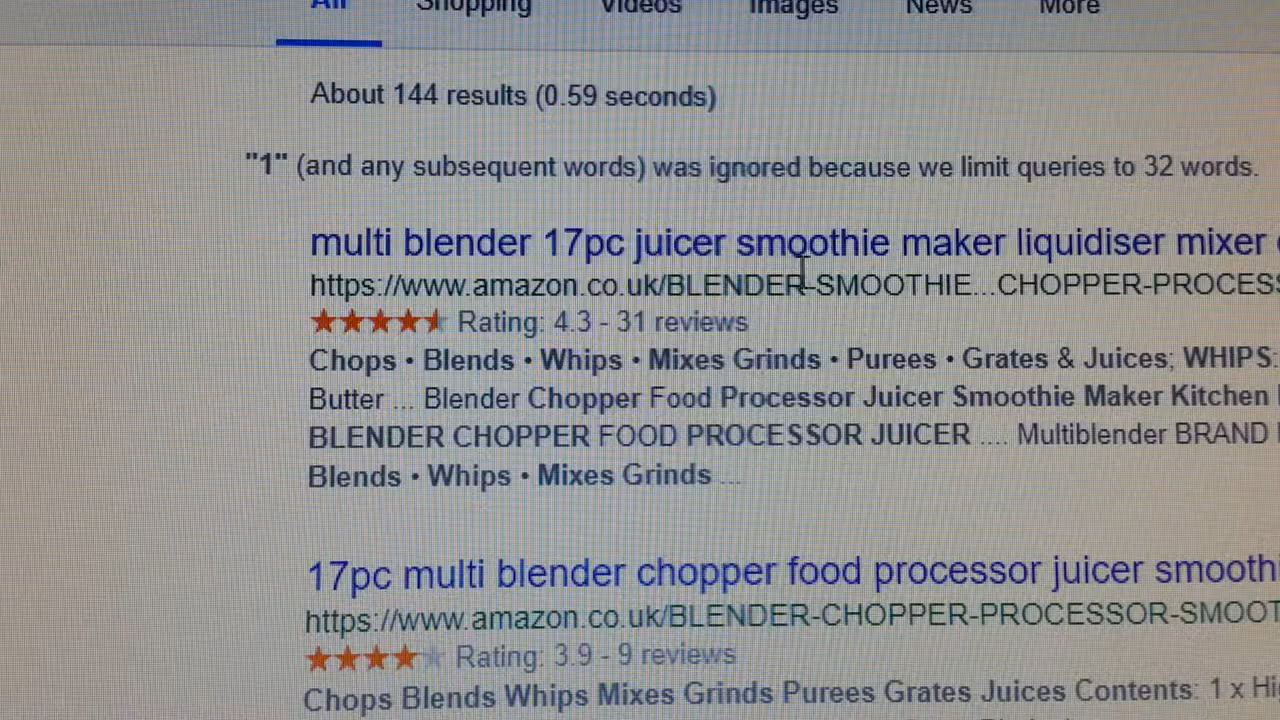 All Shopping Videos Images News More
About 144 results (0.59 seconds)
"1" (and any subsequent words) was ignored because we limit queries to 32 words.
multi blender 17pc juicer smoothie maker liquidiser mixer
https://www.amazon.co.uk/BLENDER-SMOOTHIE...CHOPPER-PROCESS
Rating: 4.3 - 31 reviews
Chops • Blends • Whips • Mixes Grinds • Purees • Grates & Juices; WHIPS:
Butter ... Blender Chopper Food Processor Juicer Smoothie Maker Kitchen
BLENDER CHOPPER FOOD PROCESSOR JUICER .... Multiblender BRAND
Blends • Whips • Mixes Grinds ...
17pc multi blender chopper food processor juicer smooth
https://www.amazon.co.uk/BLENDER-CHOPPER-PROCESSOR-SMOOT
Rating: 3.9 - 9 reviews
Chops Blends Whips Mixes Grinds Purees Grates Juices Contents: 1 x Hi